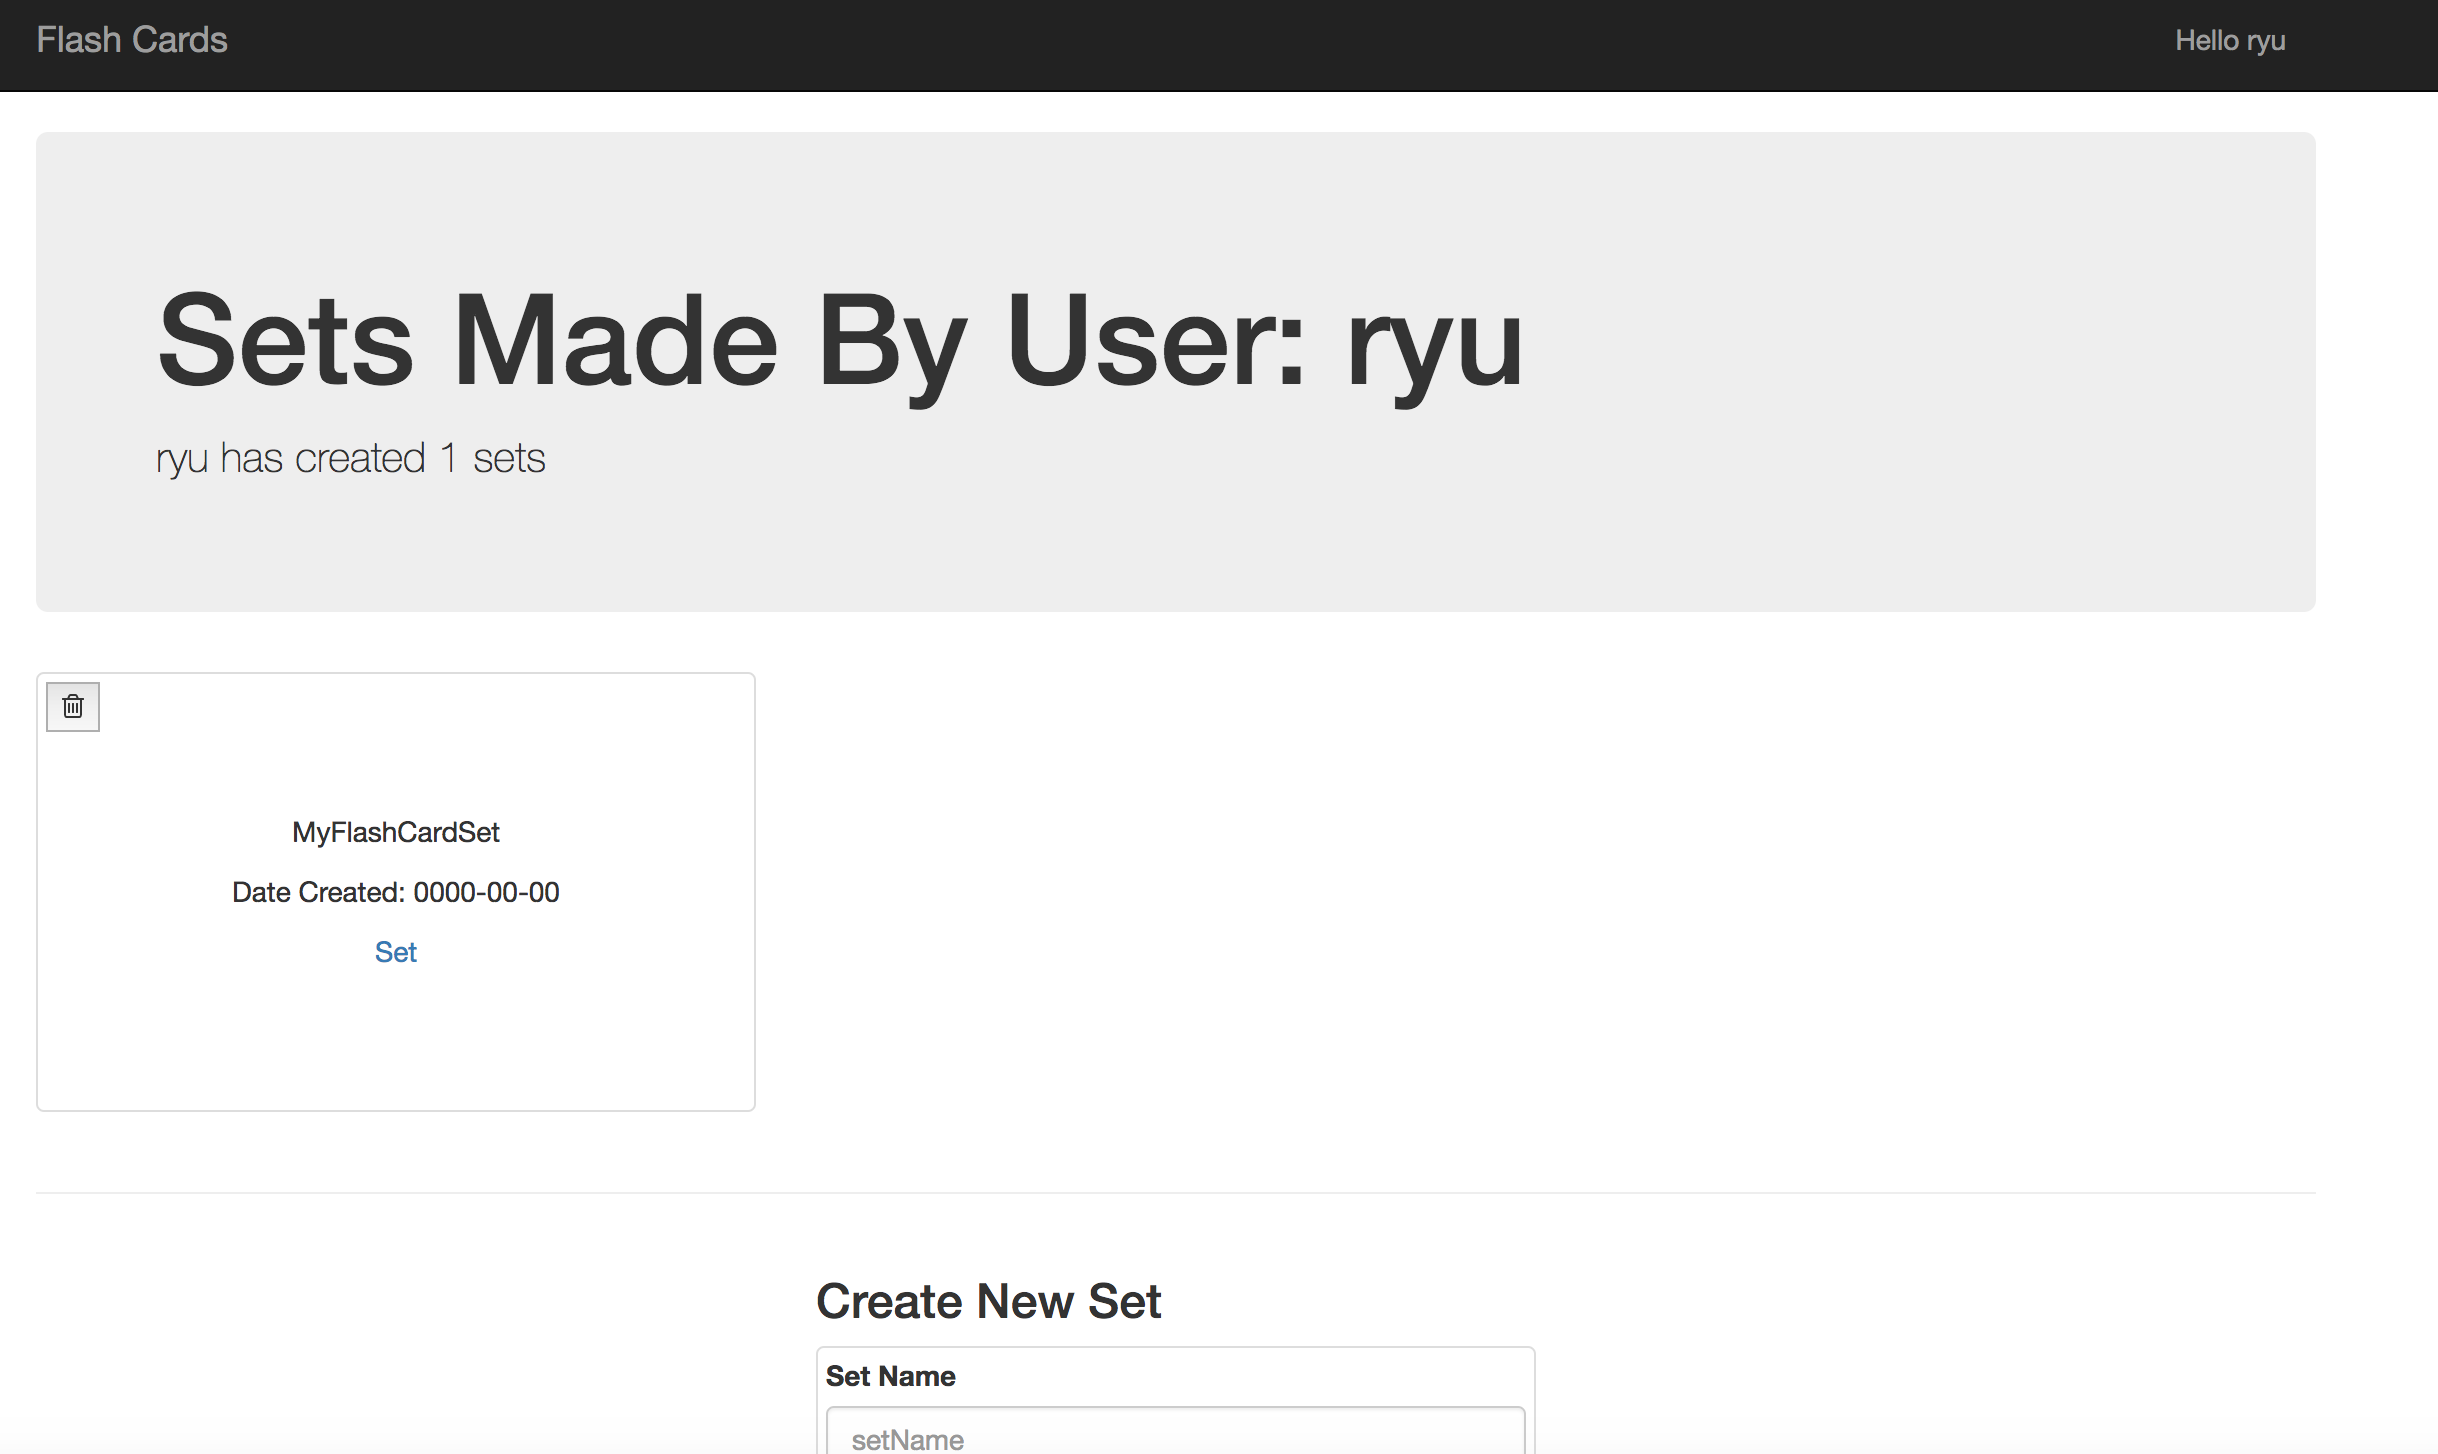 Flash Cards
Hello ryu
Sets Made By User: ryu
ryu has created 1 sets
MyFlashCardSet
Date Created: 0000-00-00
Set
Create New Set
Set Name
setName